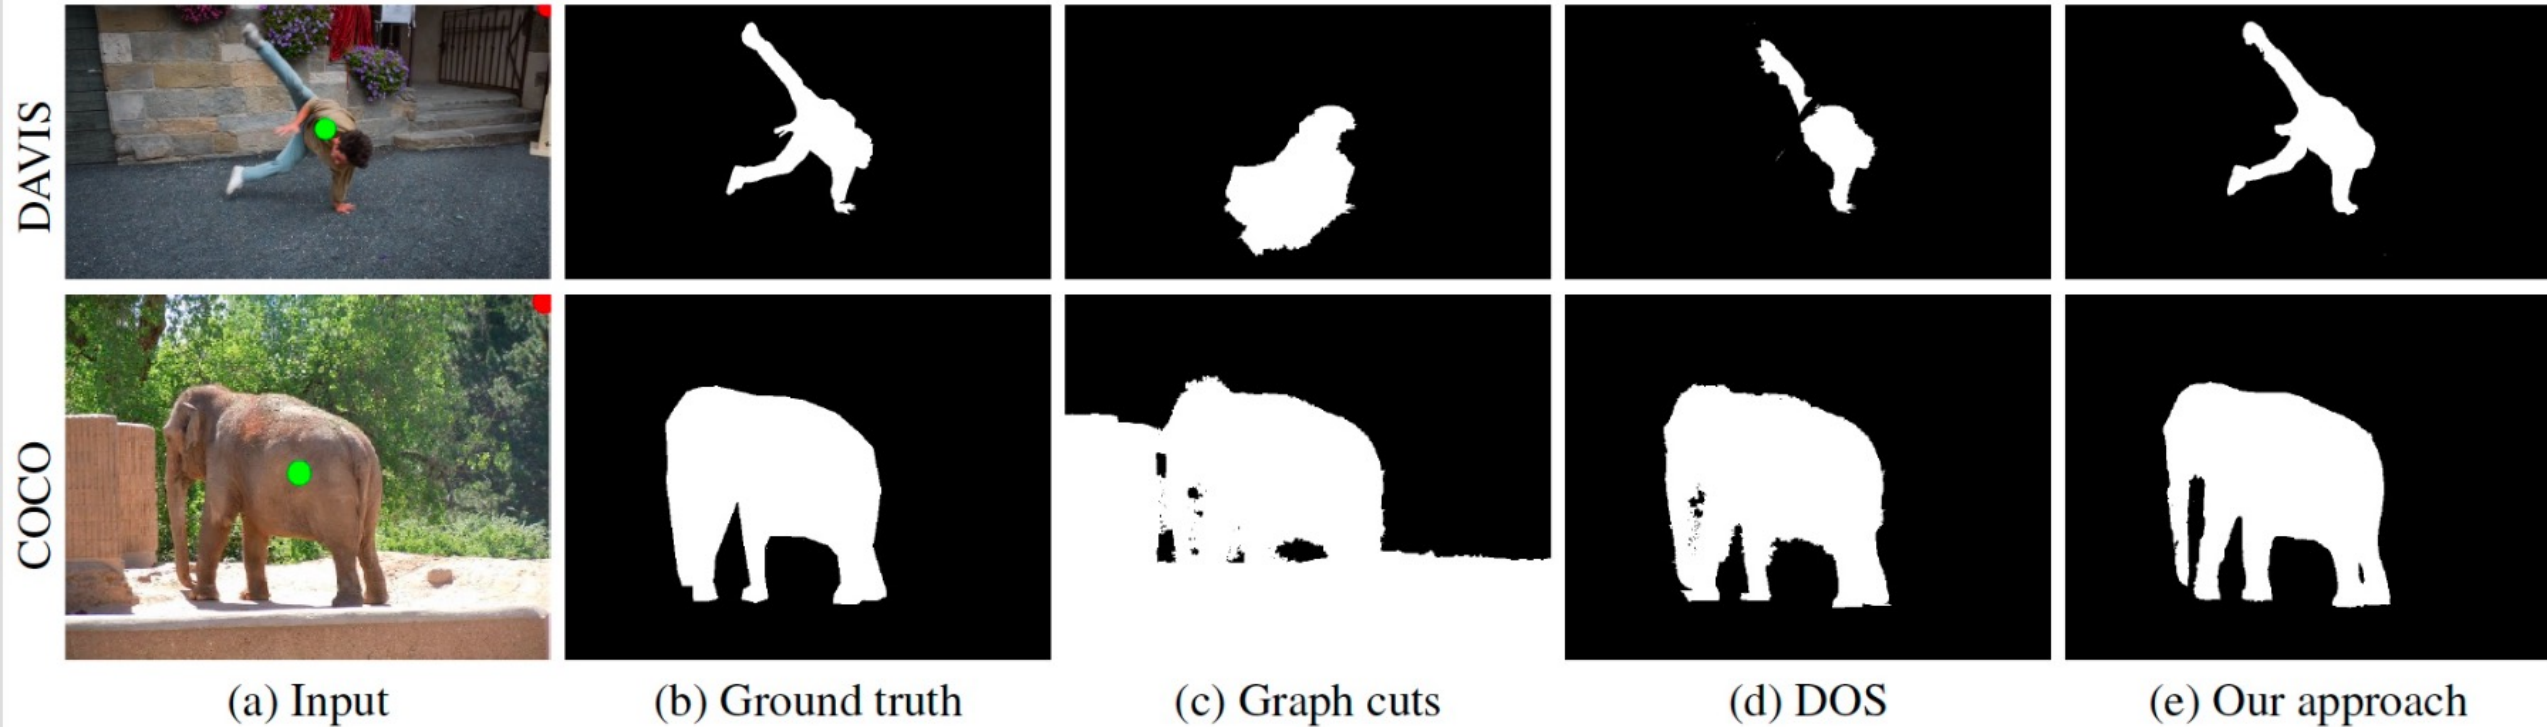 DAVIS
COCO
(a) Input
(b) Ground truth
(c) Graph cuts
(d) DOS
(e) Our approach